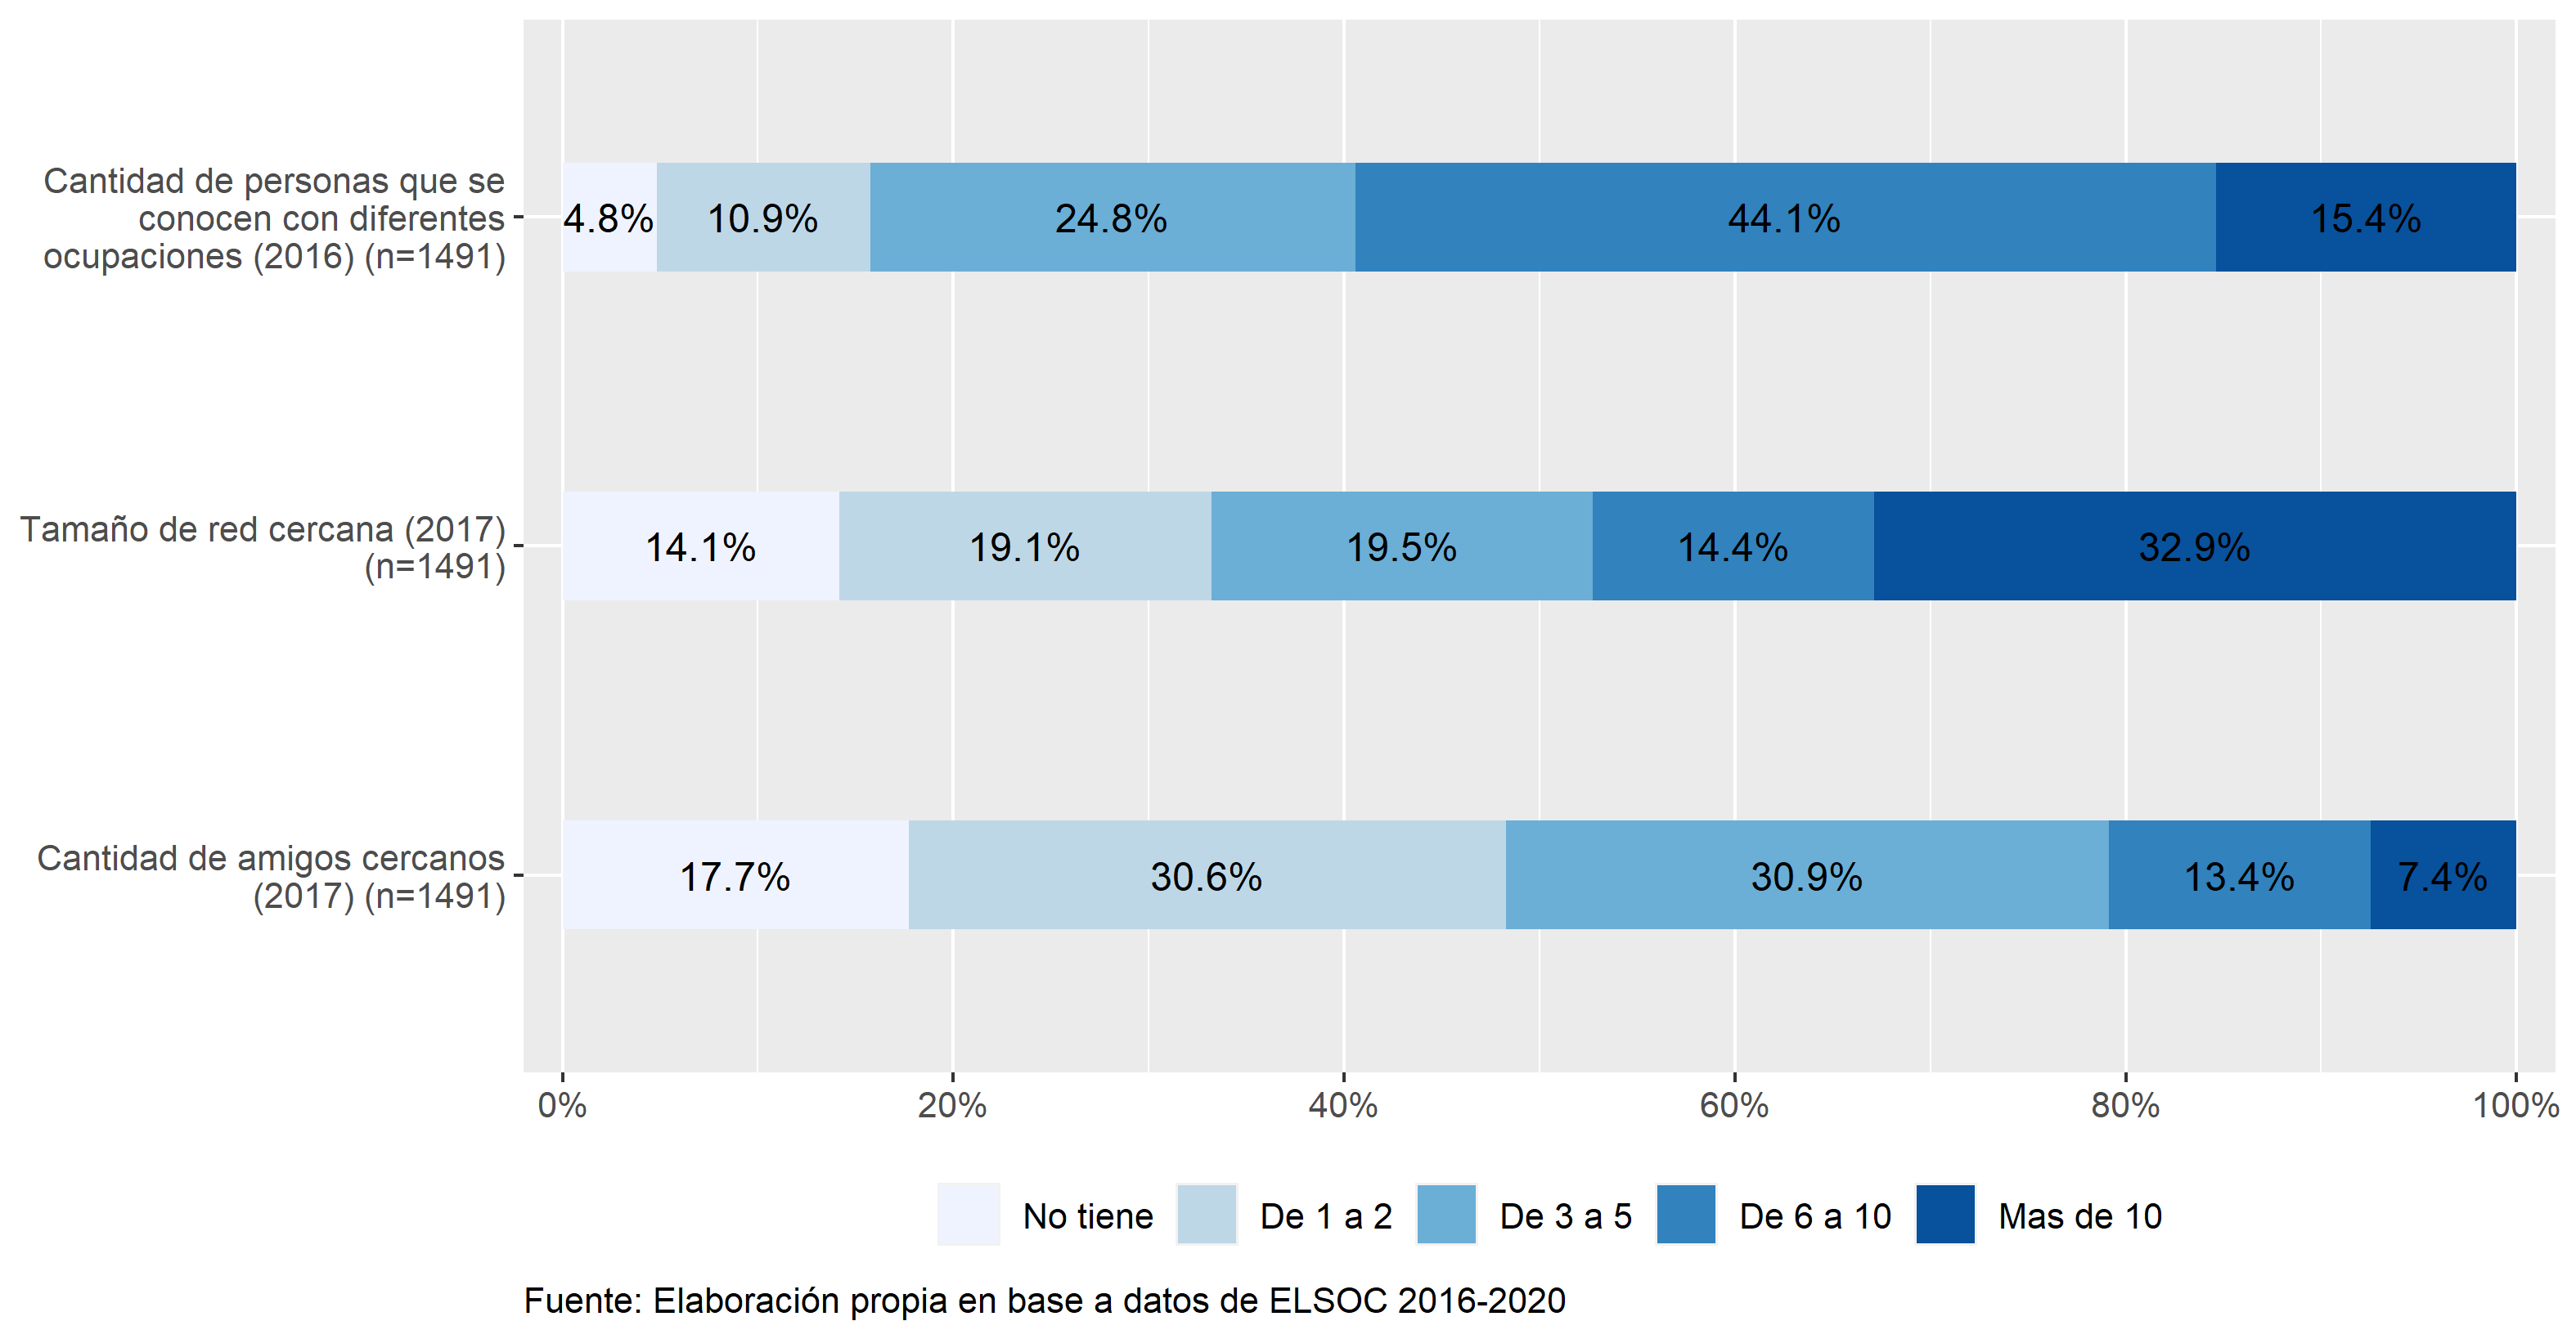 Cantidad de personas que se
conocen con diferentes
ocupaciones (2016) (n=1491)
4.8% 10.9% 24.8% 44.1% 15.4%
Tamaño de red cercana (2017)
(n=1491)
14.1% 19.1% 19.5% 14.4% 32.9%
Cantidad de amigos cercanos
(2017) (n=1491)
17.7% 30.6% 30.9% 13.4% 7.4%
0% 20% 40% 60% 80% 100%
No tiene De 1 a 2 De 3 a 5 De 6 a 10 Mas de 10
Fuente: Elaboración propia en base a datos de ELSOC 2016-2020